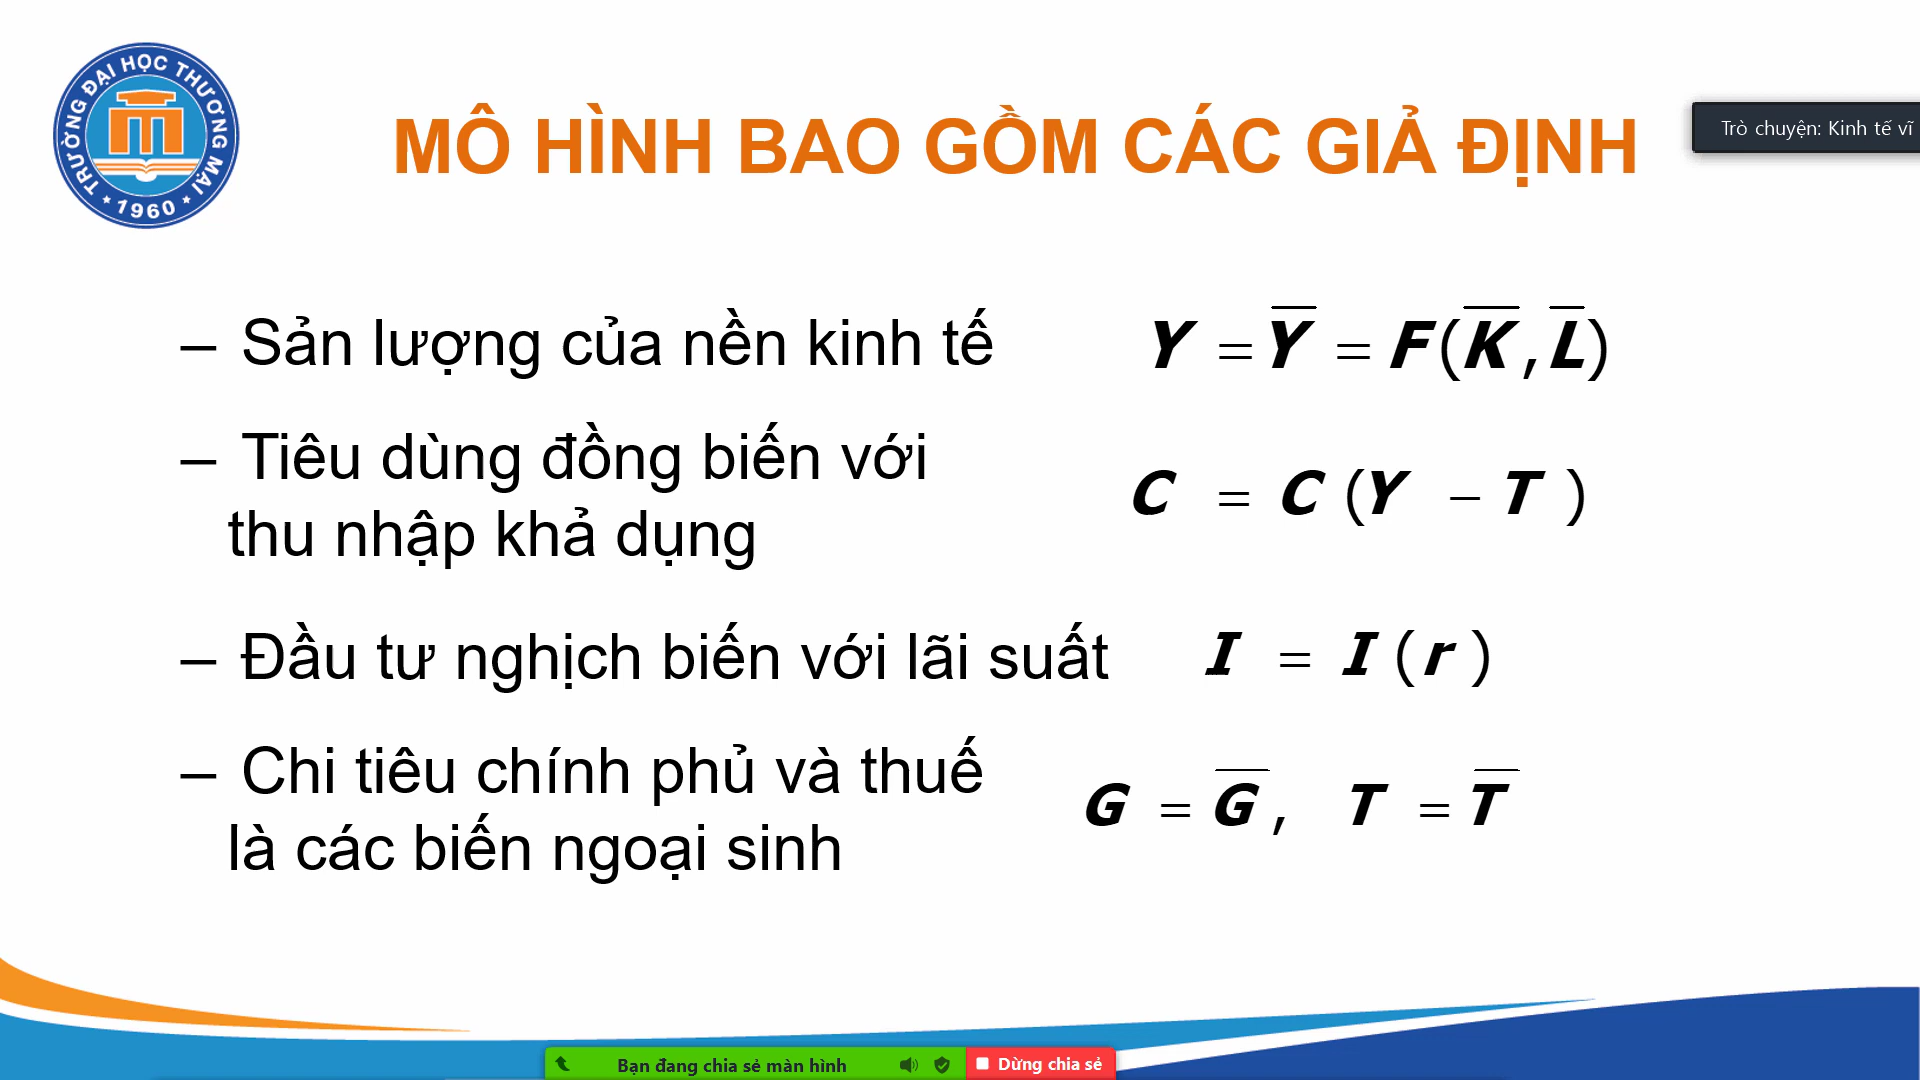 TRƯỜNG ĐẠI HỌC THƯƠNG MẠI
* 1960 *
MÔ HÌNH BAO GỒM CÁC GIẢ ĐỊNH
Trò chuyện: Kinh tế vĩ
– Sản lượng của nền kinh tế
Y = Y̅ = F(K̅, L̅)
– Tiêu dùng đồng biến với
thu nhập khả dụng
C = C (Y – T )
– Đầu tư nghịch biến với lãi suất
I = I (r )
– Chi tiêu chính phủ và thuế
là các biến ngoại sinh
G = G̅, T = T̅
Bạn đang chia sẻ màn hình
Dừng chia sẻ